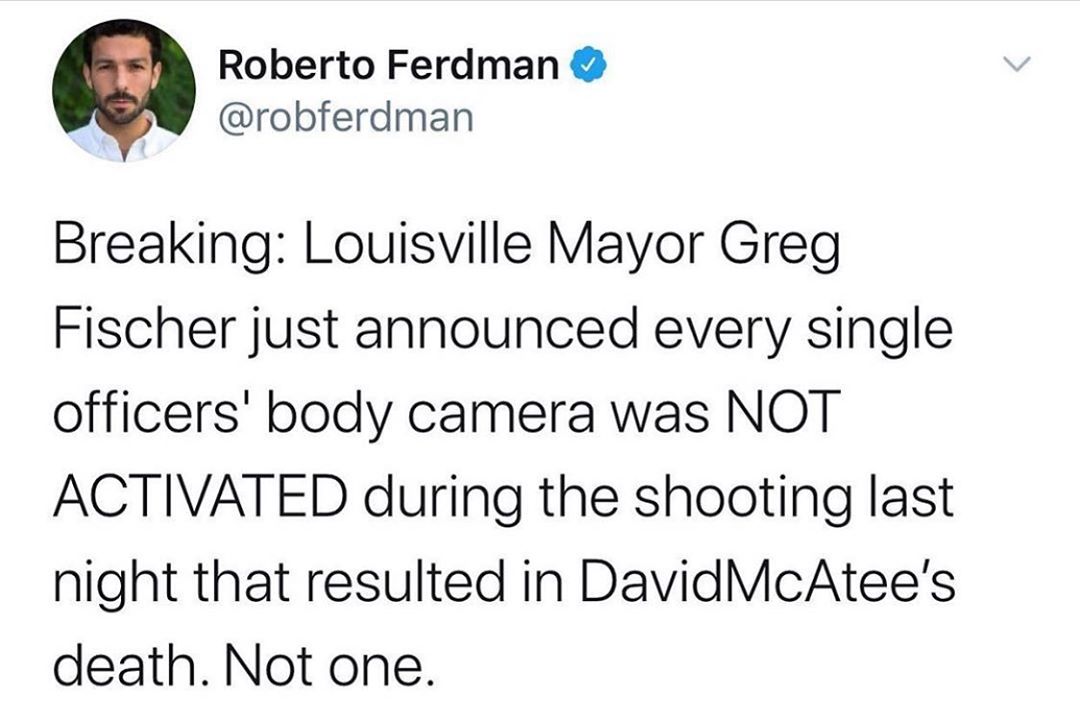 Roberto Ferdman
@robferdman
Breaking: Louisville Mayor Greg
Fischer just announced every single
officers' body camera was NOT
ACTIVATED during the shooting last
night that resulted in DavidMcAtee’s
death. Not one.